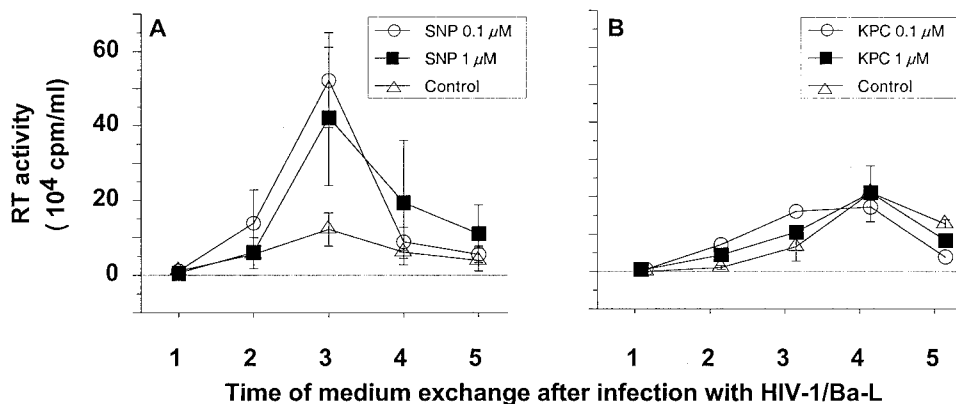 A
SNP 0.1 µM
SNP 1 µM
Control
B
KPC 0.1 µM
KPC 1 µM
Control
RT activity
( 10⁴ cpm/ml)
60
40
20
0
1 2 3 4 5
1 2 3 4 5
Time of medium exchange after infection with HIV-1/Ba-L